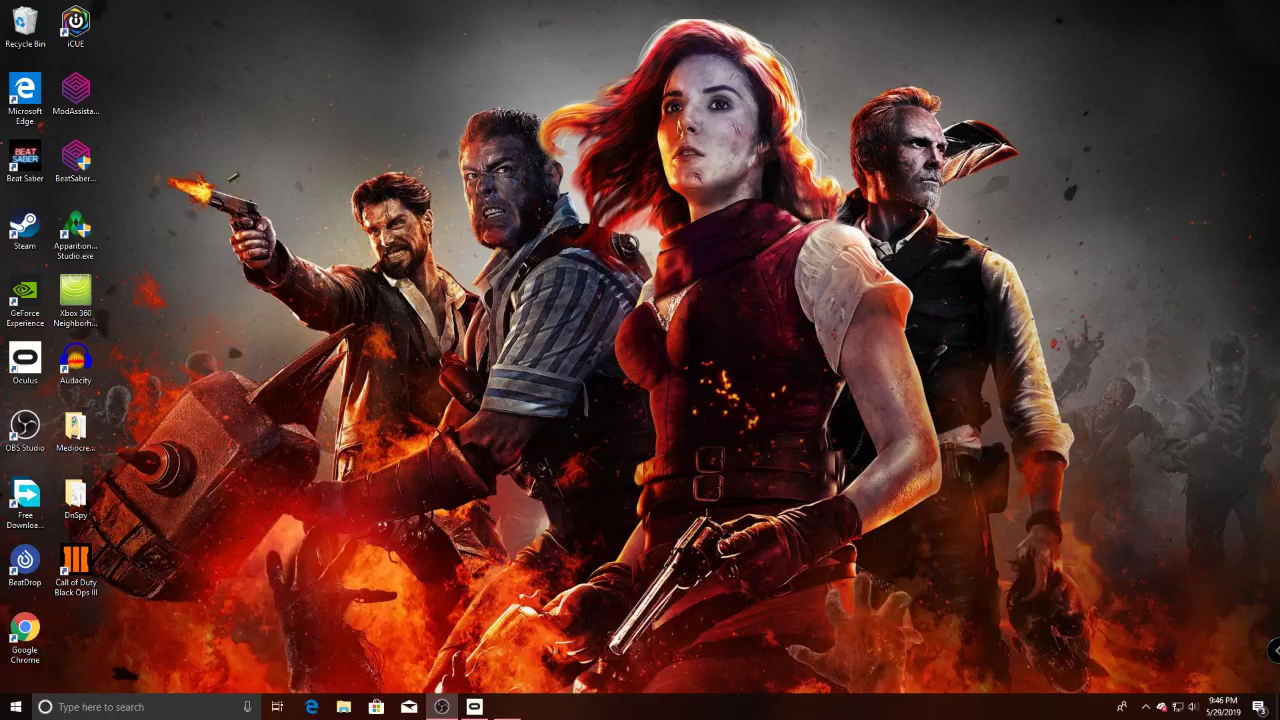 Recycle Bin
iCUE
Microsoft
Edge
ModAssista...
BEAT
SABER
Beat Saber
BeatSaber...
Steam
Apparition...
Studio.exe
GeForce
Experience
Xbox 360
Neighborh...
Oculus
Audacity
OBS Studio
Mediocre...
Free
Downloa...
DnSpy
BeatDrop
Call of Duty
Black Ops III
Google
Chrome
Type here to search
9:46 PM
5/29/2019
3